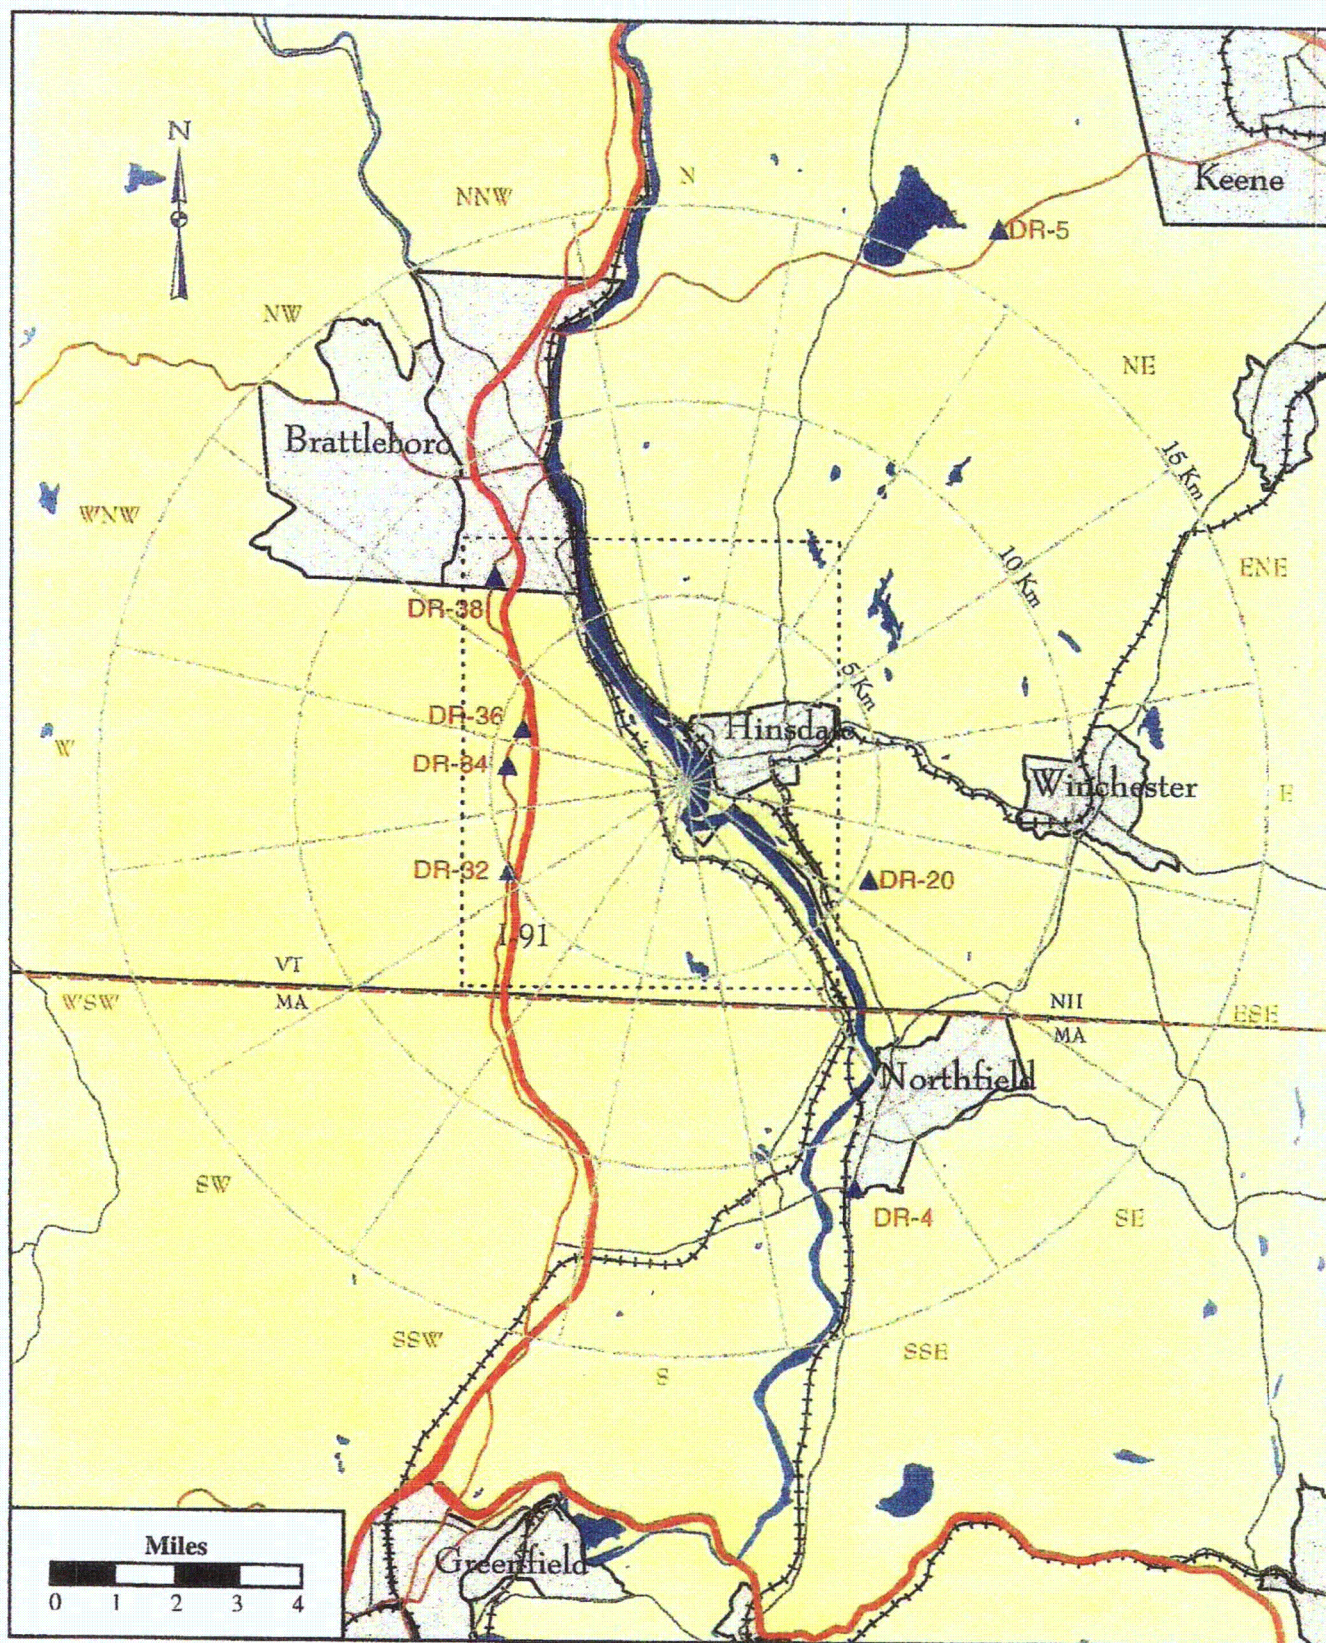 N
Keene
N
NNW
DR-5
NW
NE
Brattleboro
15 Km
WNW
10 Km
ENE
DR-38
5 Km
DR-36
Hinsdale
W
DR-84
Winchester
E
DR-32
DR-20
I-91
VT
WSW
MA
NH
ESE
MA
Northfield
SW
DR-4
SE
SSW
SSE
S
Miles
Greenfield
0 1 2 3 4